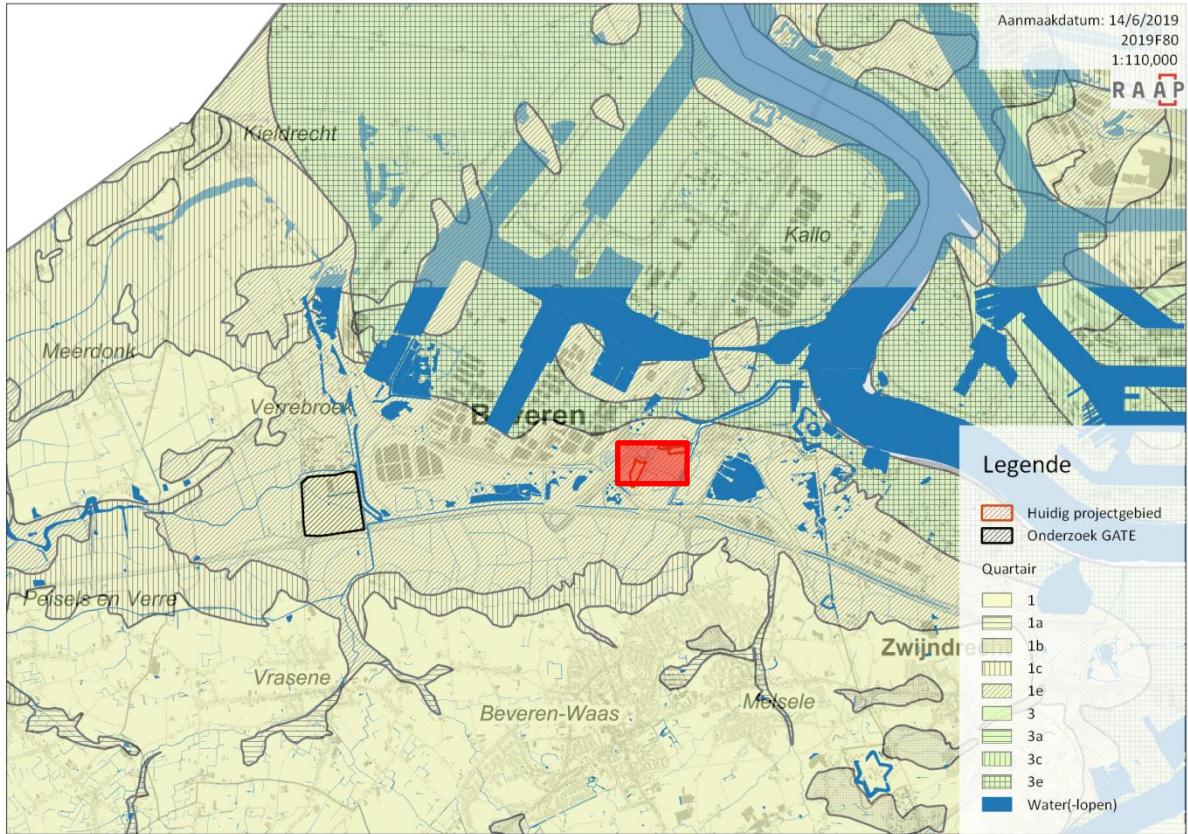 Aanmaakdatum: 14/6/2019
2019F80
1:110,000
RAAP
Kieldrecht
Kallo
Meerdonk
Verrebroek
Beveren
Peisels en Verre
Vrasene
Beveren-Waas
Melsele
Legende
Huidig projectgebied
Onderzoek GATE
Quartair
1
1a
1b
1c
1e
3
3a
3c
3e
Water(-lopen)